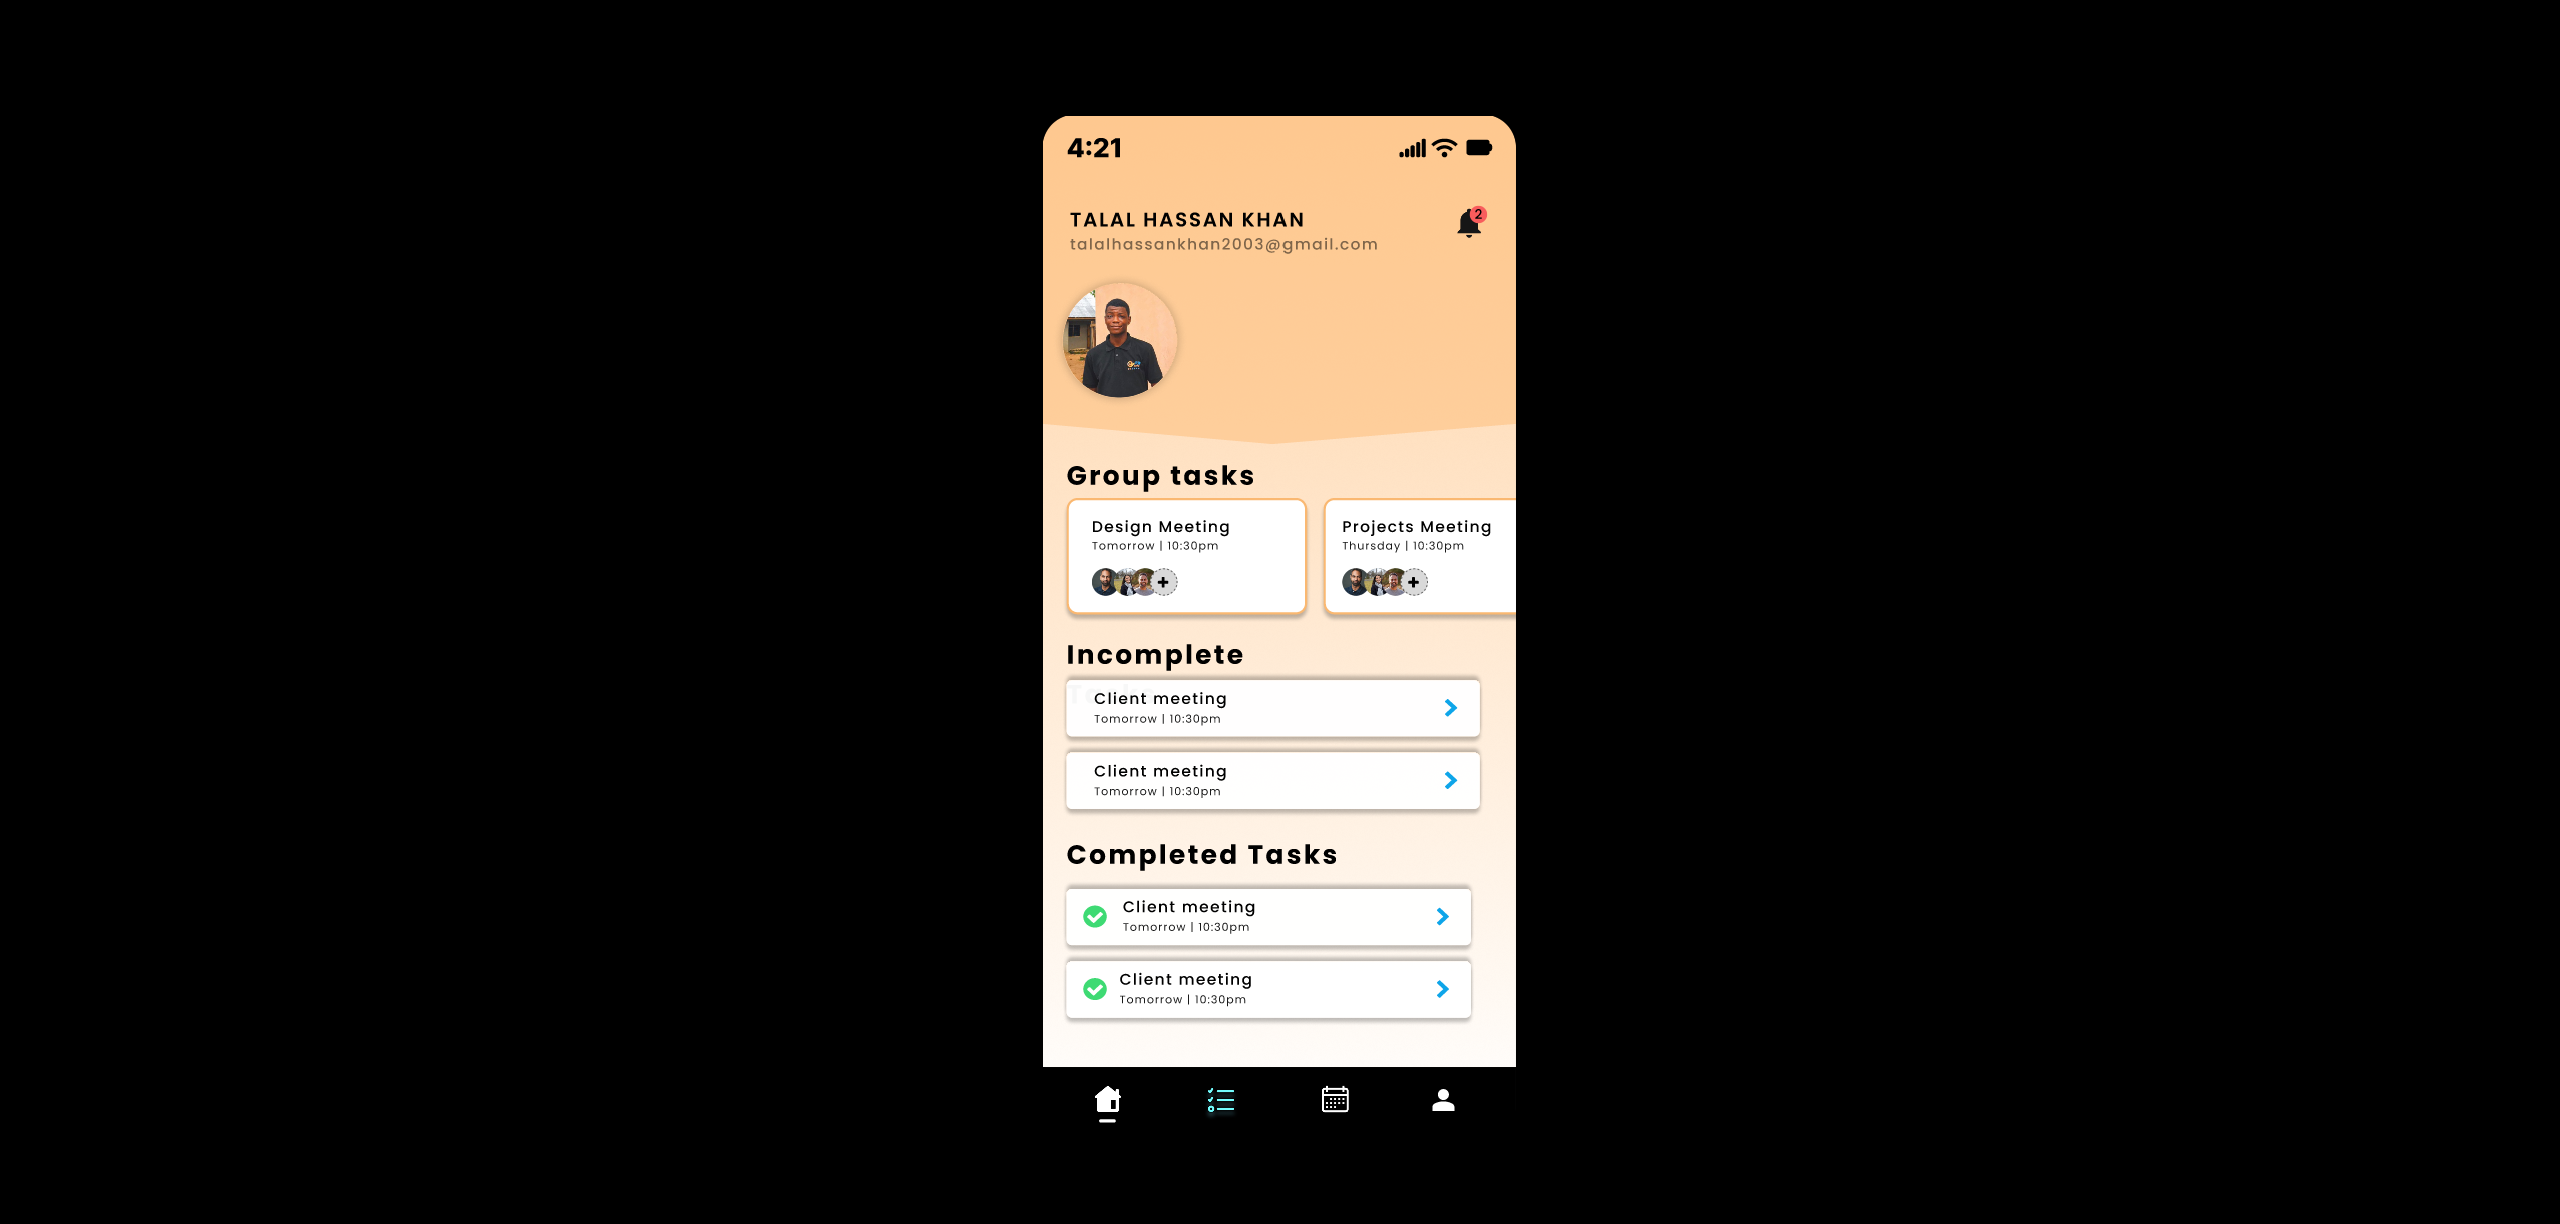 4:21
TALAL HASSAN KHAN
2
talalhassankhan2003@gmail.com
Group tasks
Design Meeting
Tomorrow | 10:30pm
Projects Meeting
Thursday | 10:30pm
Incomplete
Client meeting
Tomorrow | 10:30pm
Client meeting
Tomorrow | 10:30pm
Completed Tasks
Client meeting
Tomorrow | 10:30pm
Client meeting
Tomorrow | 10:30pm